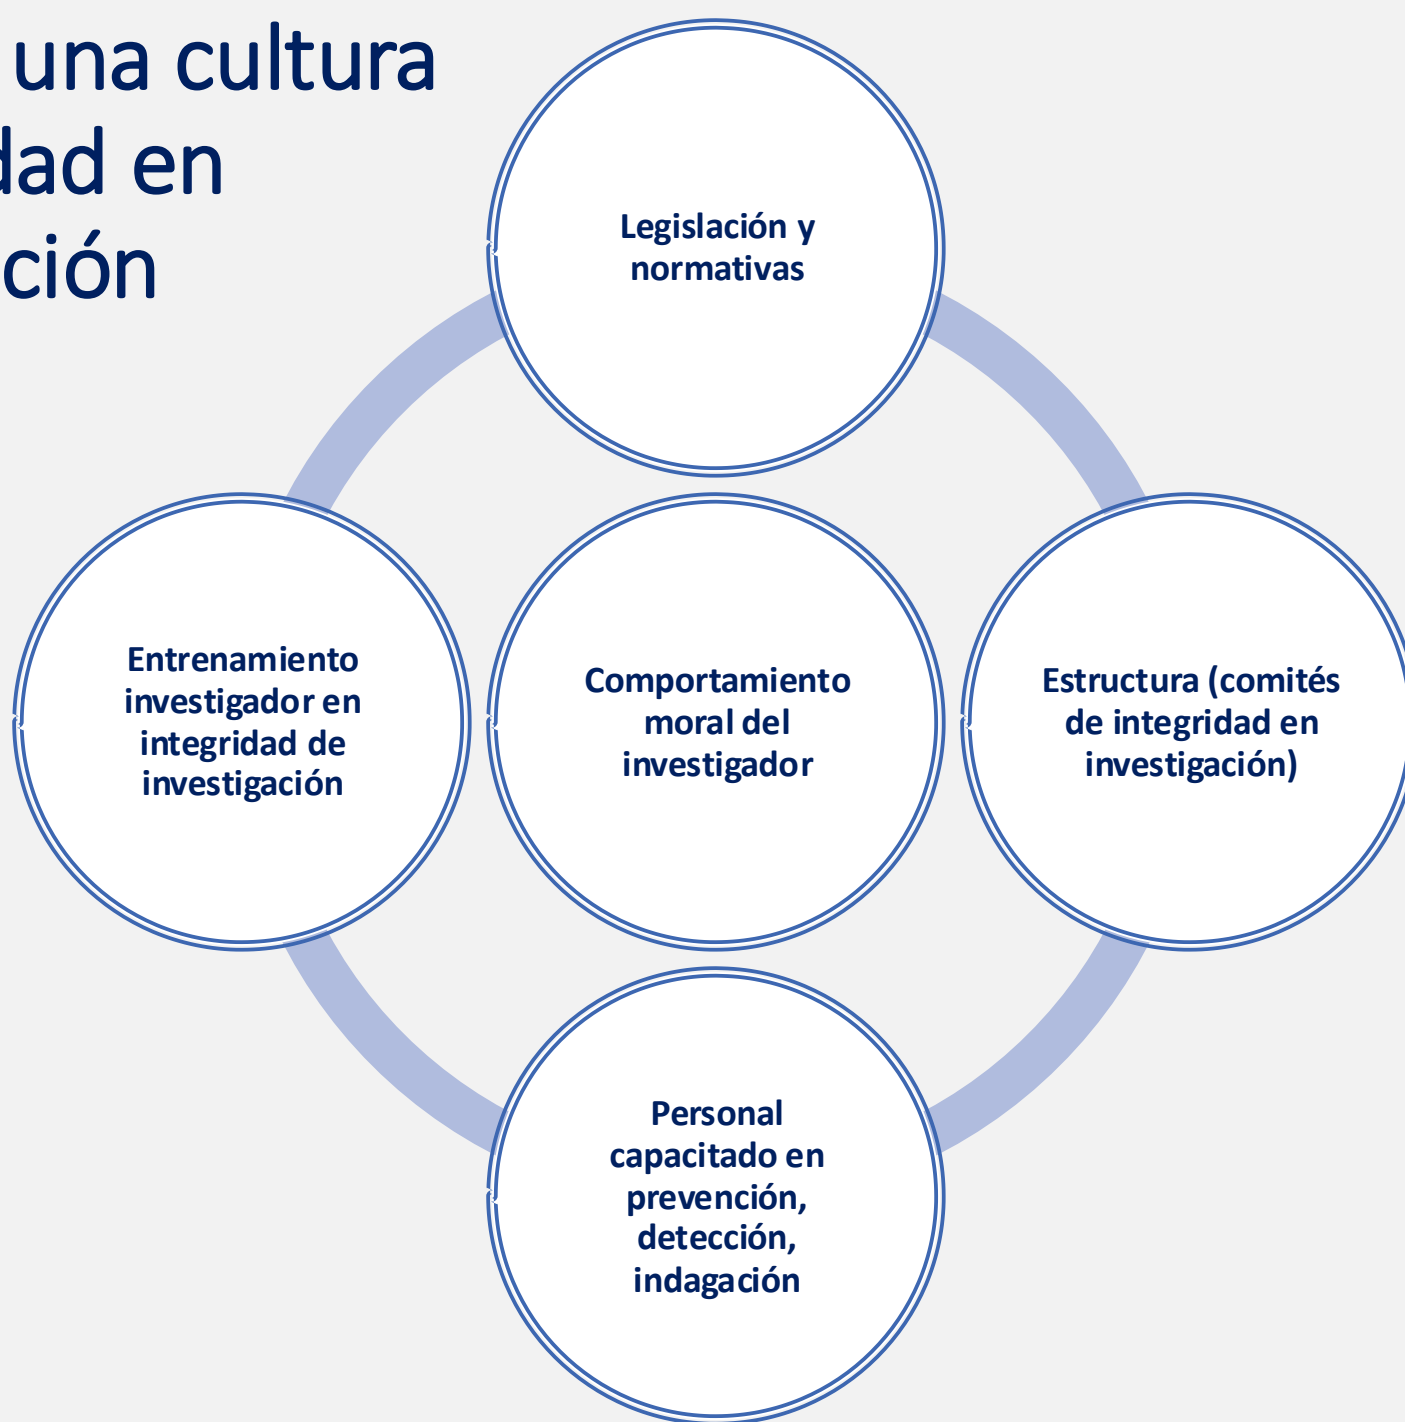 una cultura
dad en
ción
Legislación y
normativas
Entrenamiento
investigador en
integridad de
investigación
Comportamiento
moral del
investigador
Estructura (comités
de integridad en
investigación)
Personal
capacitado en
prevención,
detección,
indagación